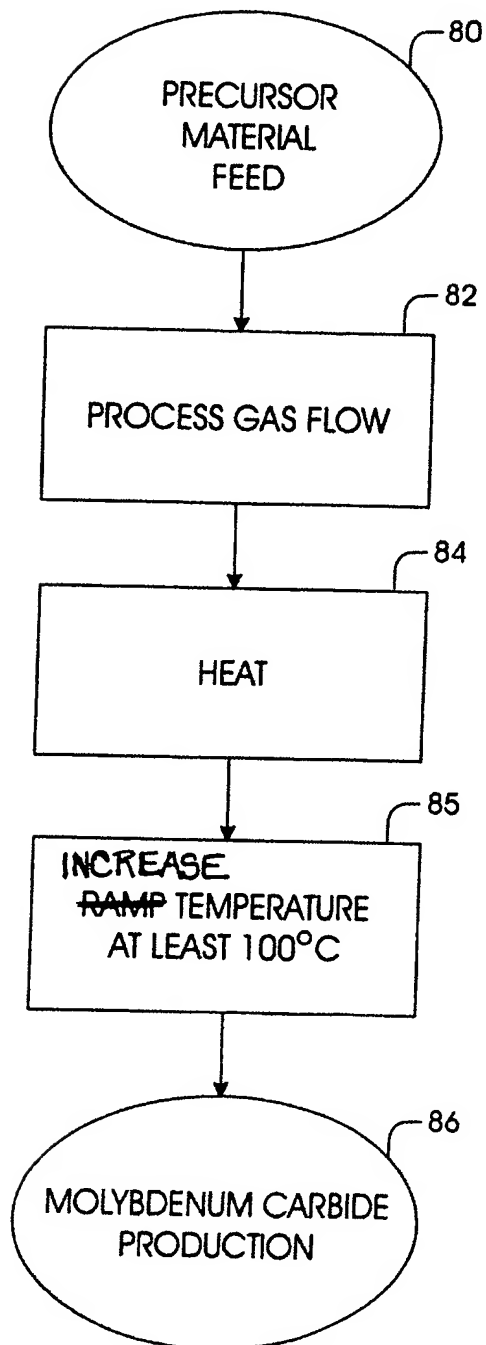 80
PRECURSOR
MATERIAL
FEED
82
PROCESS GAS FLOW
84
HEAT
85
INCREASE
RAMP TEMPERATURE
AT LEAST 100°C
86
MOLYBDENUM CARBIDE
PRODUCTION